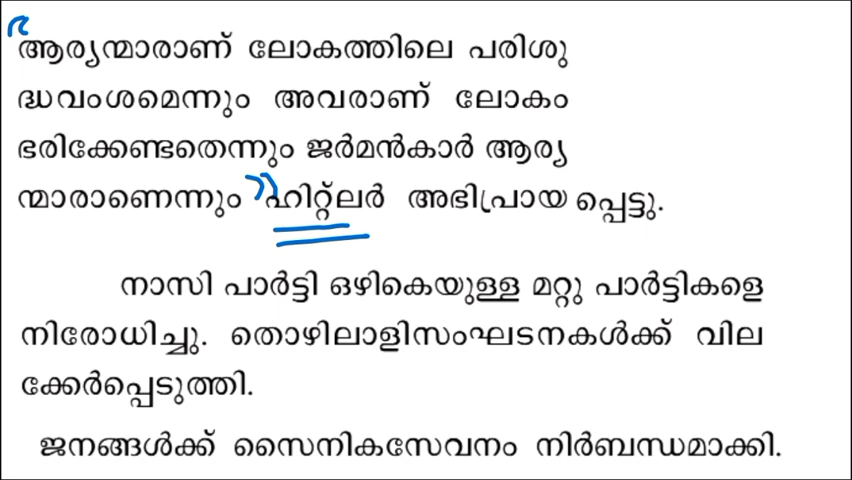 ആര്യന്മാരാണ് ലോകത്തിലെ പരിശു
ദ്ധവംശമെന്നും അവരാണ് ലോകം
ഭരിക്കേണ്ടതെന്നും ജർമൻകാർ ആര്യ
ന്മാരാണെന്നും ഹിറ്റ്ലർ അഭിപ്രായ പ്പെട്ടു.
നാസി പാർട്ടി ഒഴികെയുള്ള മറ്റു പാർട്ടികളെ
നിരോധിച്ചു. തൊഴിലാളിസംഘടനകൾക്ക് വില
ക്കേർപ്പെടുത്തി.
ജനങ്ങൾക്ക് സൈനികസേവനം നിർബന്ധമാക്കി.